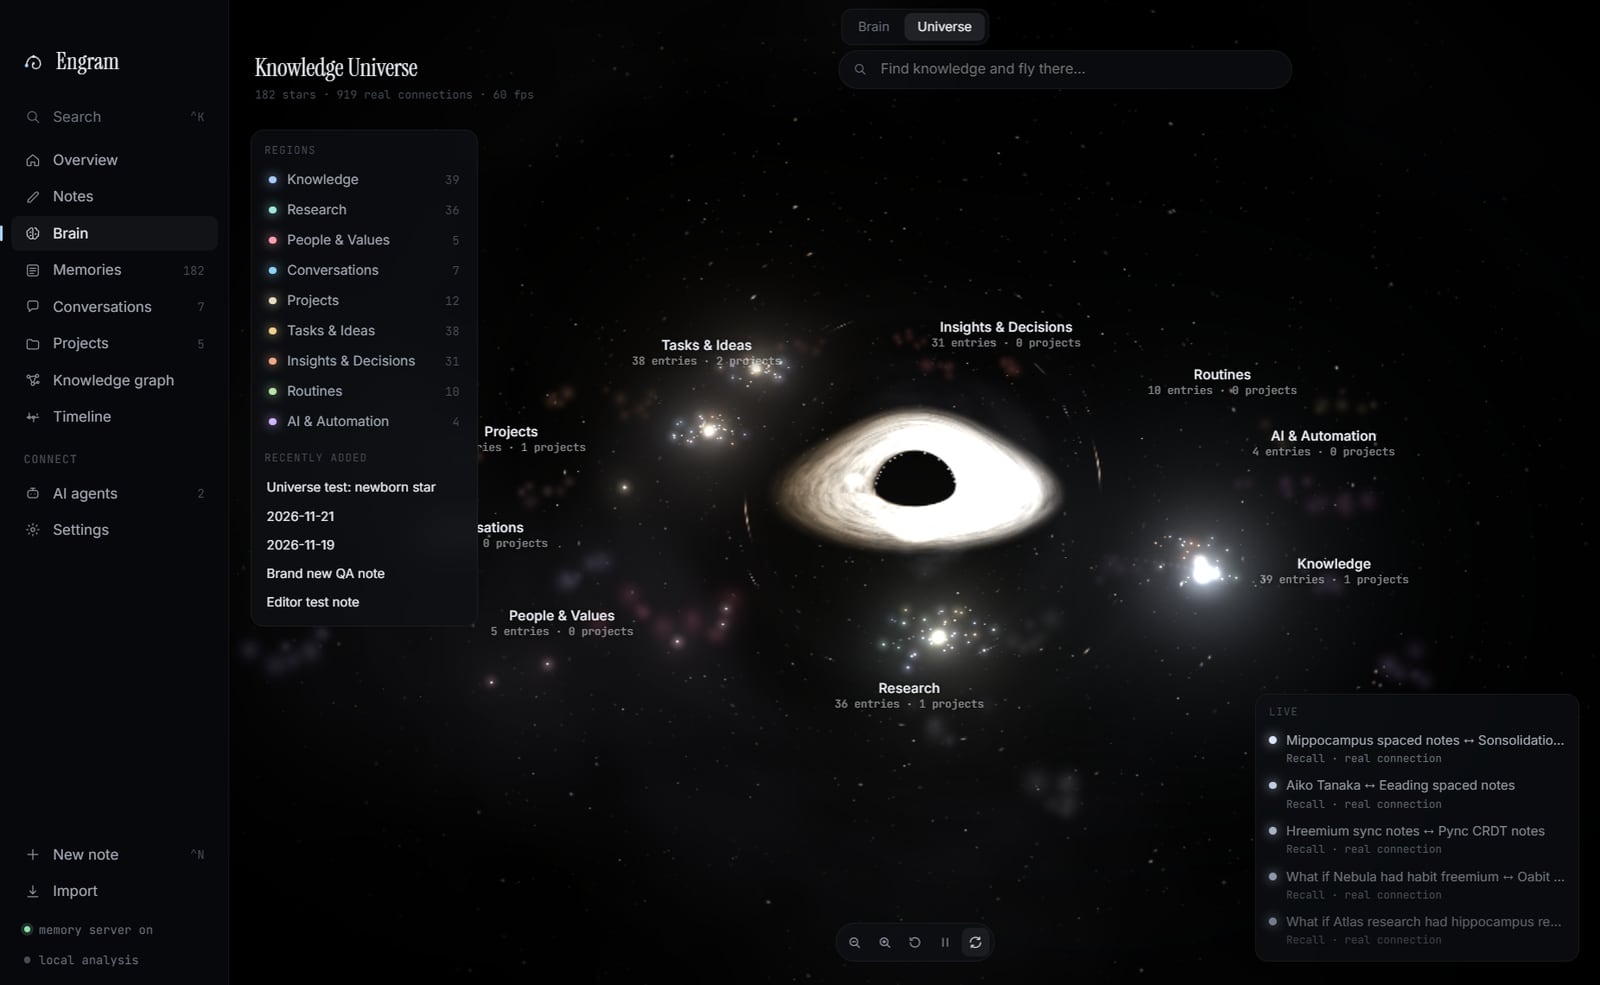 Engram
Search ^K
Overview
Notes
Brain
Memories 182
Conversations 7
Projects 5
Knowledge graph
Timeline
CONNECT
AI agents 2
Settings
New note ^N
Import
memory server on
local analysis
Brain Universe
Find knowledge and fly there...
Knowledge Universe
182 stars · 919 real connections · 60 fps
REGIONS
Knowledge 39
Research 36
People & Values 5
Conversations 7
Projects 12
Tasks & Ideas 38
Insights & Decisions 31
Routines 10
AI & Automation 4
RECENTLY ADDED
Universe test: newborn star
2026-11-21
2026-11-19
Brand new QA note
Editor test note
Insights & Decisions
31 entries · 0 projects
Tasks & Ideas
38 entries · 2 projects
Routines
10 entries · 0 projects
Projects
ries · 1 projects
AI & Automation
4 entries · 0 projects
sations
0 projects
Knowledge
39 entries · 1 projects
People & Values
5 entries · 0 projects
Research
36 entries · 1 projects
LIVE
Mippocampus spaced notes ↔ Sonsolidatio...
Recall · real connection
Aiko Tanaka ↔ Eeading spaced notes
Recall · real connection
Hreemium sync notes ↔ Pync CRDT notes
Recall · real connection
What if Nebula had habit freemium ↔ Oabit ...
Recall · real connection
What if Atlas research had hippocampus re...
Recall · real connection